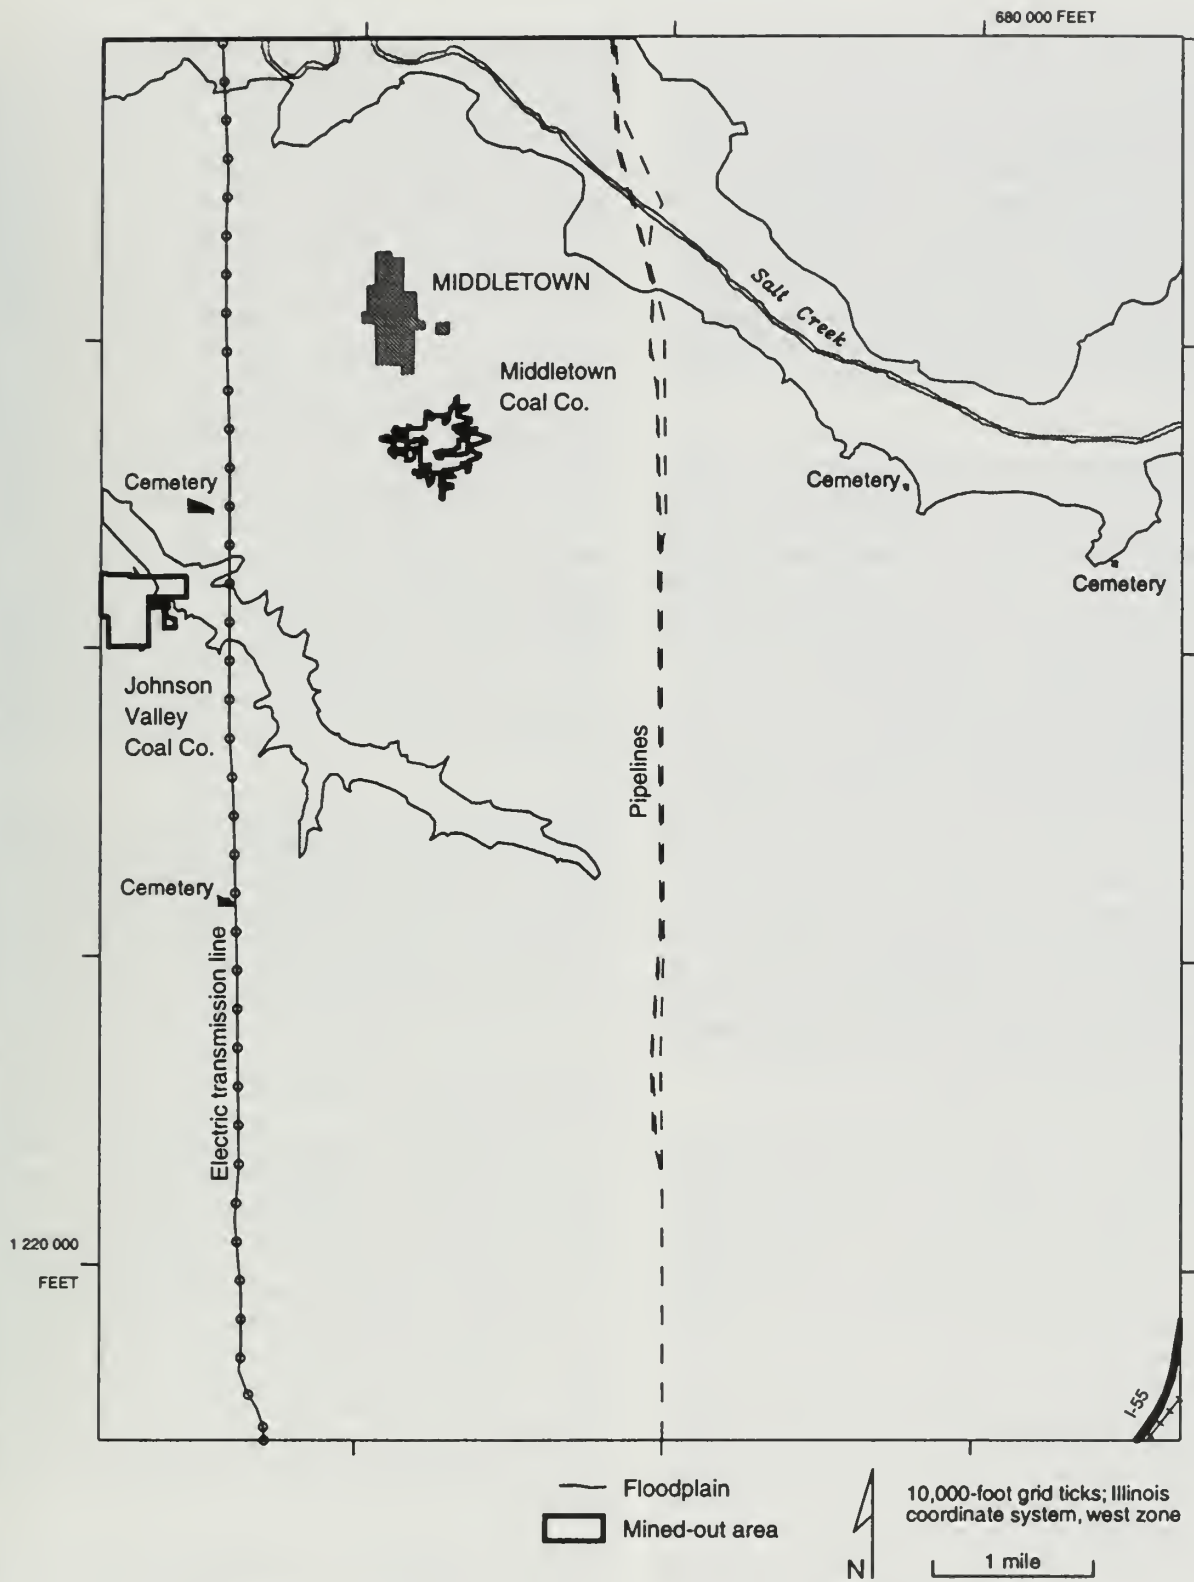 680 000 FEET
Salt Creek
MIDDLETOWN
Middletown
Coal Co.
Cemetery
Cemetery
Cemetery
Johnson
Valley
Coal Co.
Pipelines
Cemetery
Electric transmission line
1 220 000
FEET
I-55
Floodplain
Mined-out area
N
10,000-foot grid ticks; Illinois
coordinate system, west zone
1 mile